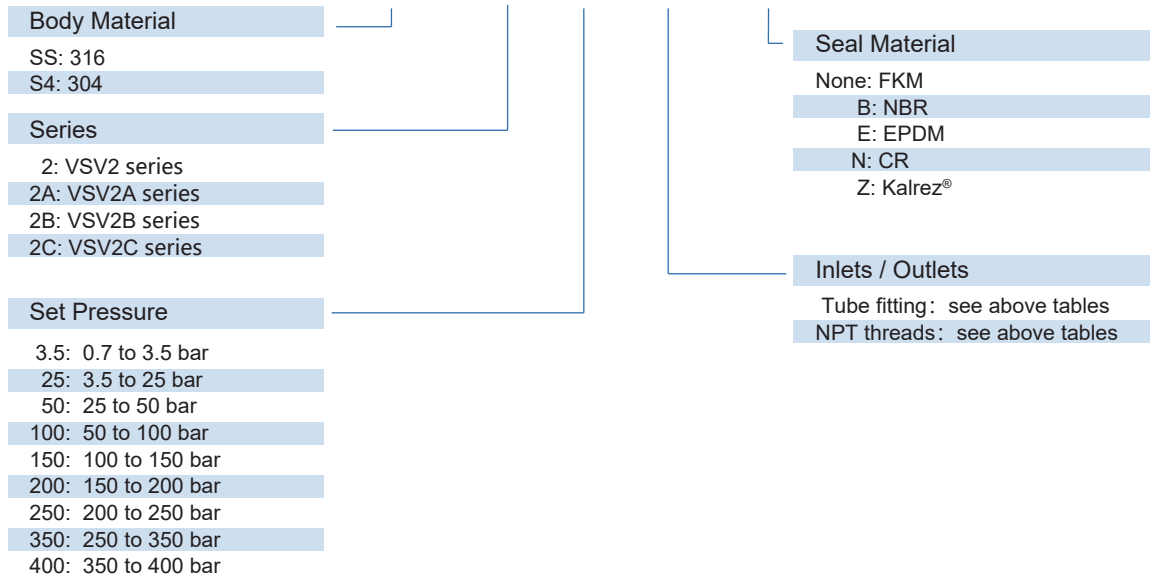 Body Material
SS: 316
S4: 304
Series
2: VSV2 series
2A: VSV2A series
2B: VSV2B series
2C: VSV2C series
Set Pressure
3.5: 0.7 to 3.5 bar
25: 3.5 to 25 bar
50: 25 to 50 bar
100: 50 to 100 bar
150: 100 to 150 bar
200: 150 to 200 bar
250: 200 to 250 bar
350: 250 to 350 bar
400: 350 to 400 bar
Seal Material
None: FKM
B: NBR
E: EPDM
N: CR
Z: Kalrez®
Inlets / Outlets
Tube fitting：see above tables
NPT threads：see above tables